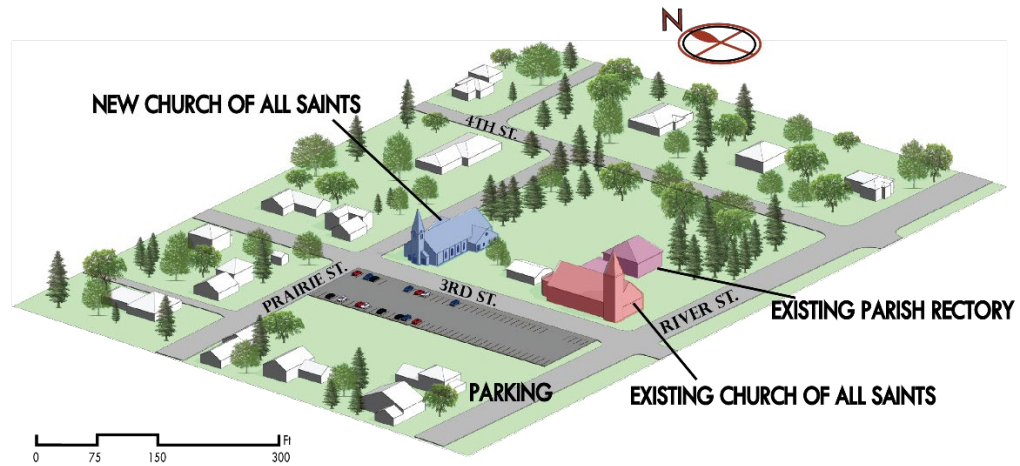 N
NEW CHURCH OF ALL SAINTS
4TH ST.
PRAIRIE ST.
3RD ST.
RIVER ST.
EXISTING PARISH RECTORY
PARKING
EXISTING CHURCH OF ALL SAINTS
Ft
0 75 150 300